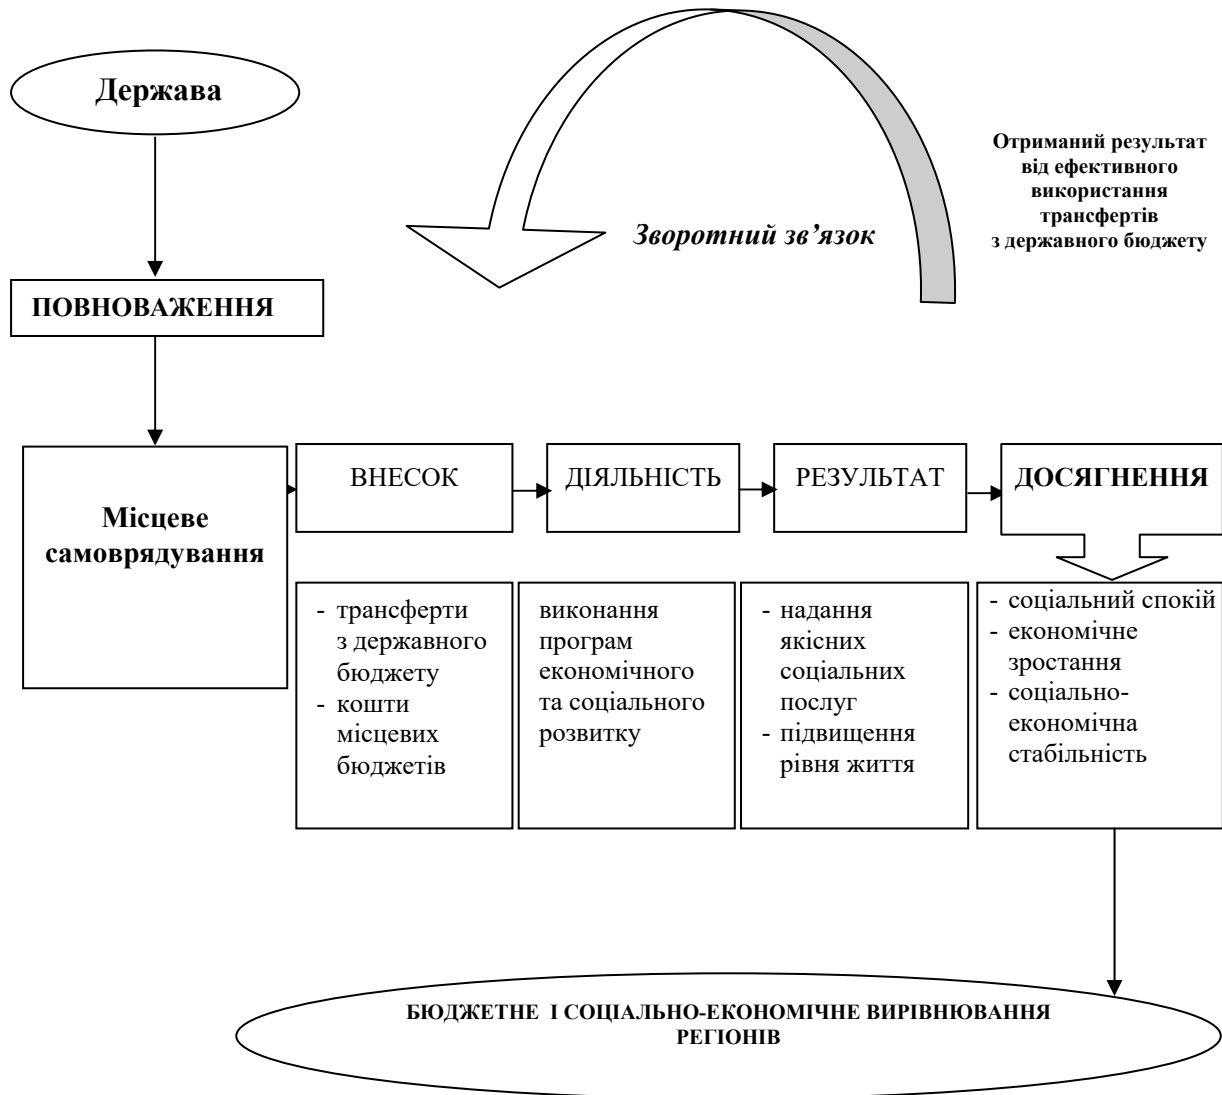 Держава
Отриманий результат
від ефективного
використання
трансфертів
з державного бюджету
Зворотний зв’язок
ПОВНОВАЖЕННЯ
Місцеве
самоврядування
ВНЕСОК
ДІЯЛЬНІСТЬ
РЕЗУЛЬТАТ
ДОСЯГНЕННЯ
- трансферти
з державного
бюджету
- кошти
місцевих
бюджетів
виконання
програм
економічного
та соціального
розвитку
- надання
якісних
соціальних
послуг
- підвищення
рівня життя
- соціальний спокій
- економічне
зростання
- соціально-
економічна
стабільність
БЮДЖЕТНЕ І СОЦІАЛЬНО-ЕКОНОМІЧНЕ ВИРІВНЮВАННЯ
РЕГІОНІВ